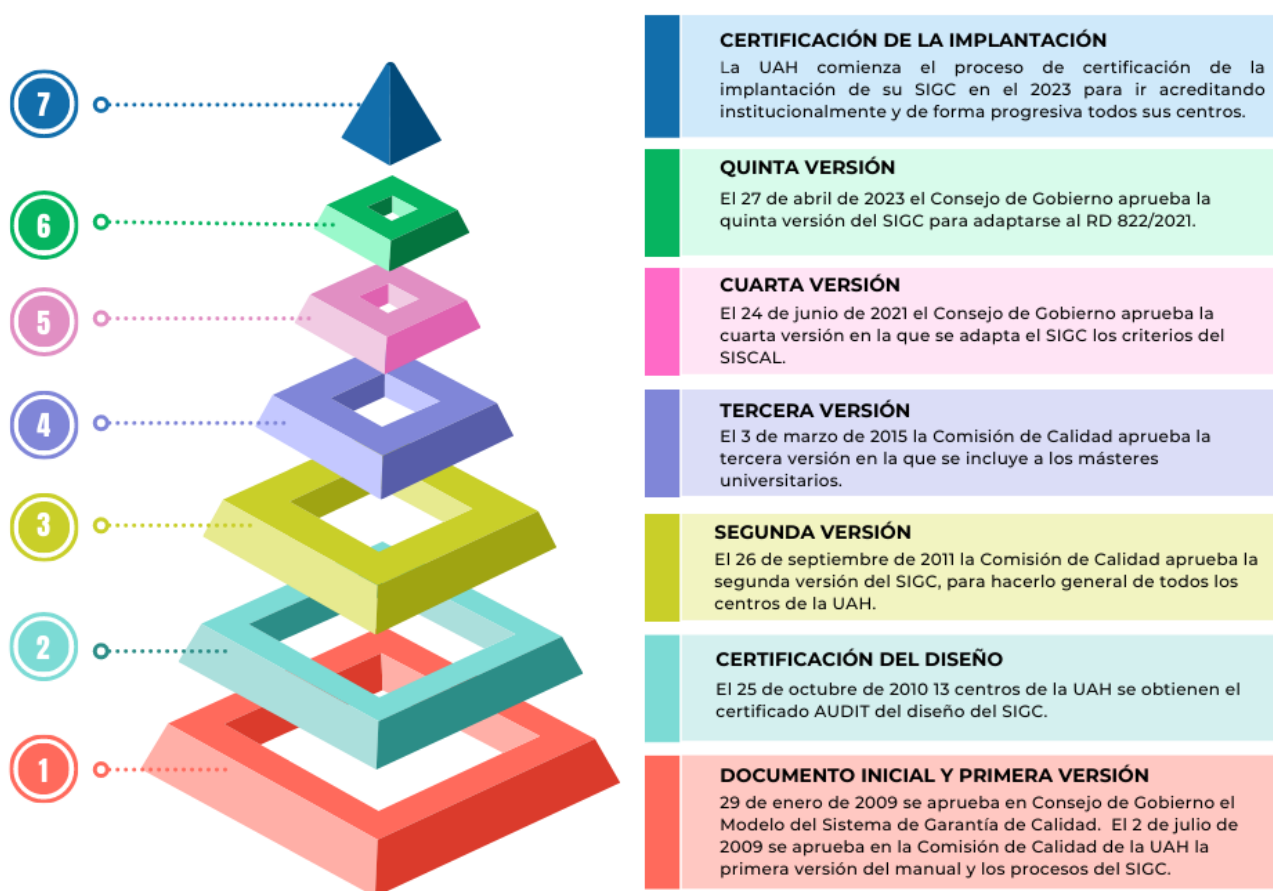 7
CERTIFICACIÓN DE LA IMPLANTACIÓN
La UAH comienza el proceso de certificación de la
implantación de su SIGC en el 2023 para ir acreditando
institucionalmente y de forma progresiva todos sus centros.
6
QUINTA VERSIÓN
El 27 de abril de 2023 el Consejo de Gobierno aprueba la
quinta versión del SIGC para adaptarse al RD 822/2021.
5
CUARTA VERSIÓN
El 24 de junio de 2021 el Consejo de Gobierno aprueba la
cuarta versión en la que se adapta el SIGC los criterios del
SISCAL.
4
TERCERA VERSIÓN
El 3 de marzo de 2015 la Comisión de Calidad aprueba la
tercera versión en la que se incluye a los másteres
universitarios.
3
SEGUNDA VERSIÓN
El 26 de septiembre de 2011 la Comisión de Calidad aprueba la
segunda versión del SIGC, para hacerlo general de todos los
centros de la UAH.
2
CERTIFICACIÓN DEL DISEÑO
El 25 de octubre de 2010 13 centros de la UAH se obtienen el
certificado AUDIT del diseño del SIGC.
1
DOCUMENTO INICIAL Y PRIMERA VERSIÓN
29 de enero de 2009 se aprueba en Consejo de Gobierno el
Modelo del Sistema de Garantía de Calidad. El 2 de julio de
2009 se aprueba en la Comisión de Calidad de la UAH la
primera versión del manual y los procesos del SIGC.